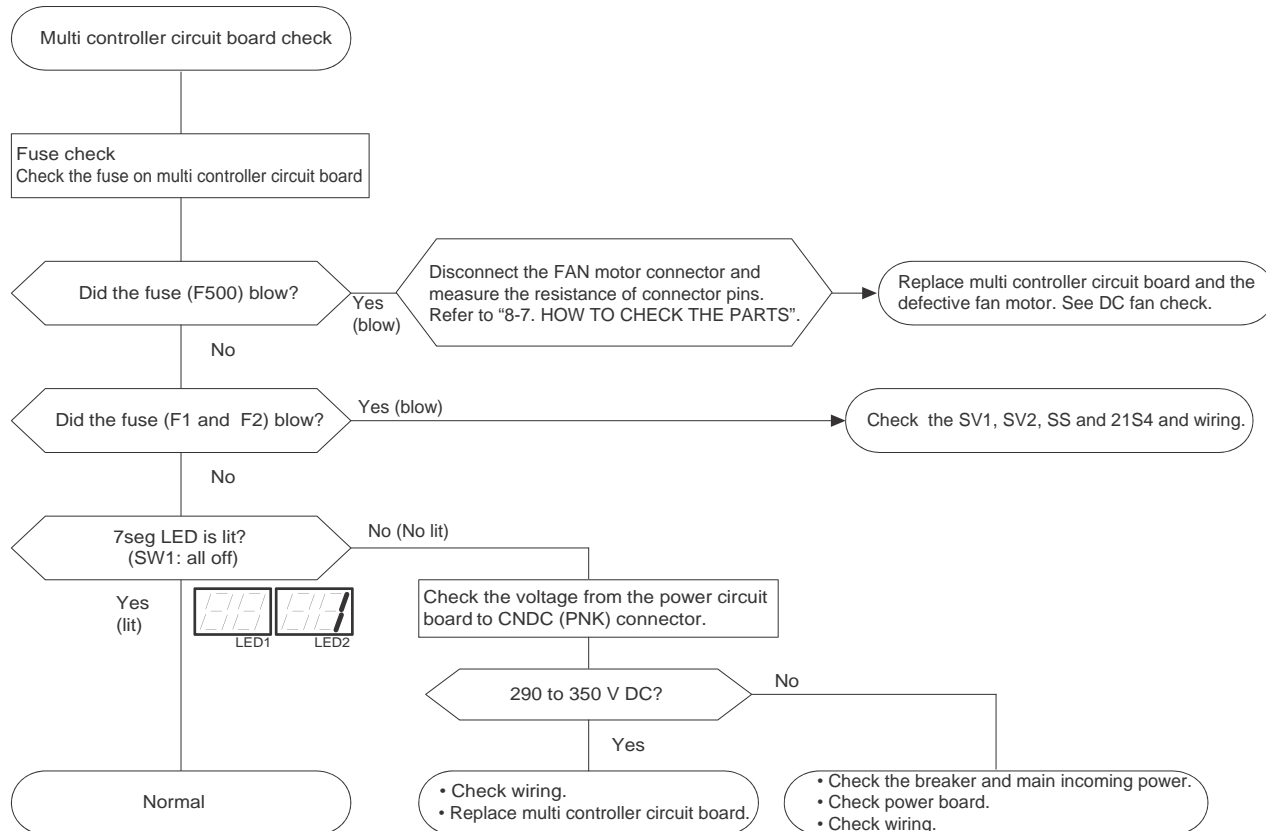 Multi controller circuit board check
Fuse check
Check the fuse on multi controller circuit board
Did the fuse (F500) blow?
Yes
(blow)
Disconnect the FAN motor connector and
measure the resistance of connector pins.
Refer to “8-7. HOW TO CHECK THE PARTS”.
Replace multi controller circuit board and the
defective fan motor. See DC fan check.
No
Did the fuse (F1 and F2) blow?
Yes (blow)
Check the SV1, SV2, SS and 21S4 and wiring.
No
7seg LED is lit?
(SW1: all off)
No (No lit)
Yes
(lit)
1
LED1 LED2
Check the voltage from the power circuit
board to CNDC (PNK) connector.
290 to 350 V DC?
No
Yes
Normal
• Check wiring.
• Replace multi controller circuit board.
• Check the breaker and main incoming power.
• Check power board.
• Check wiring.